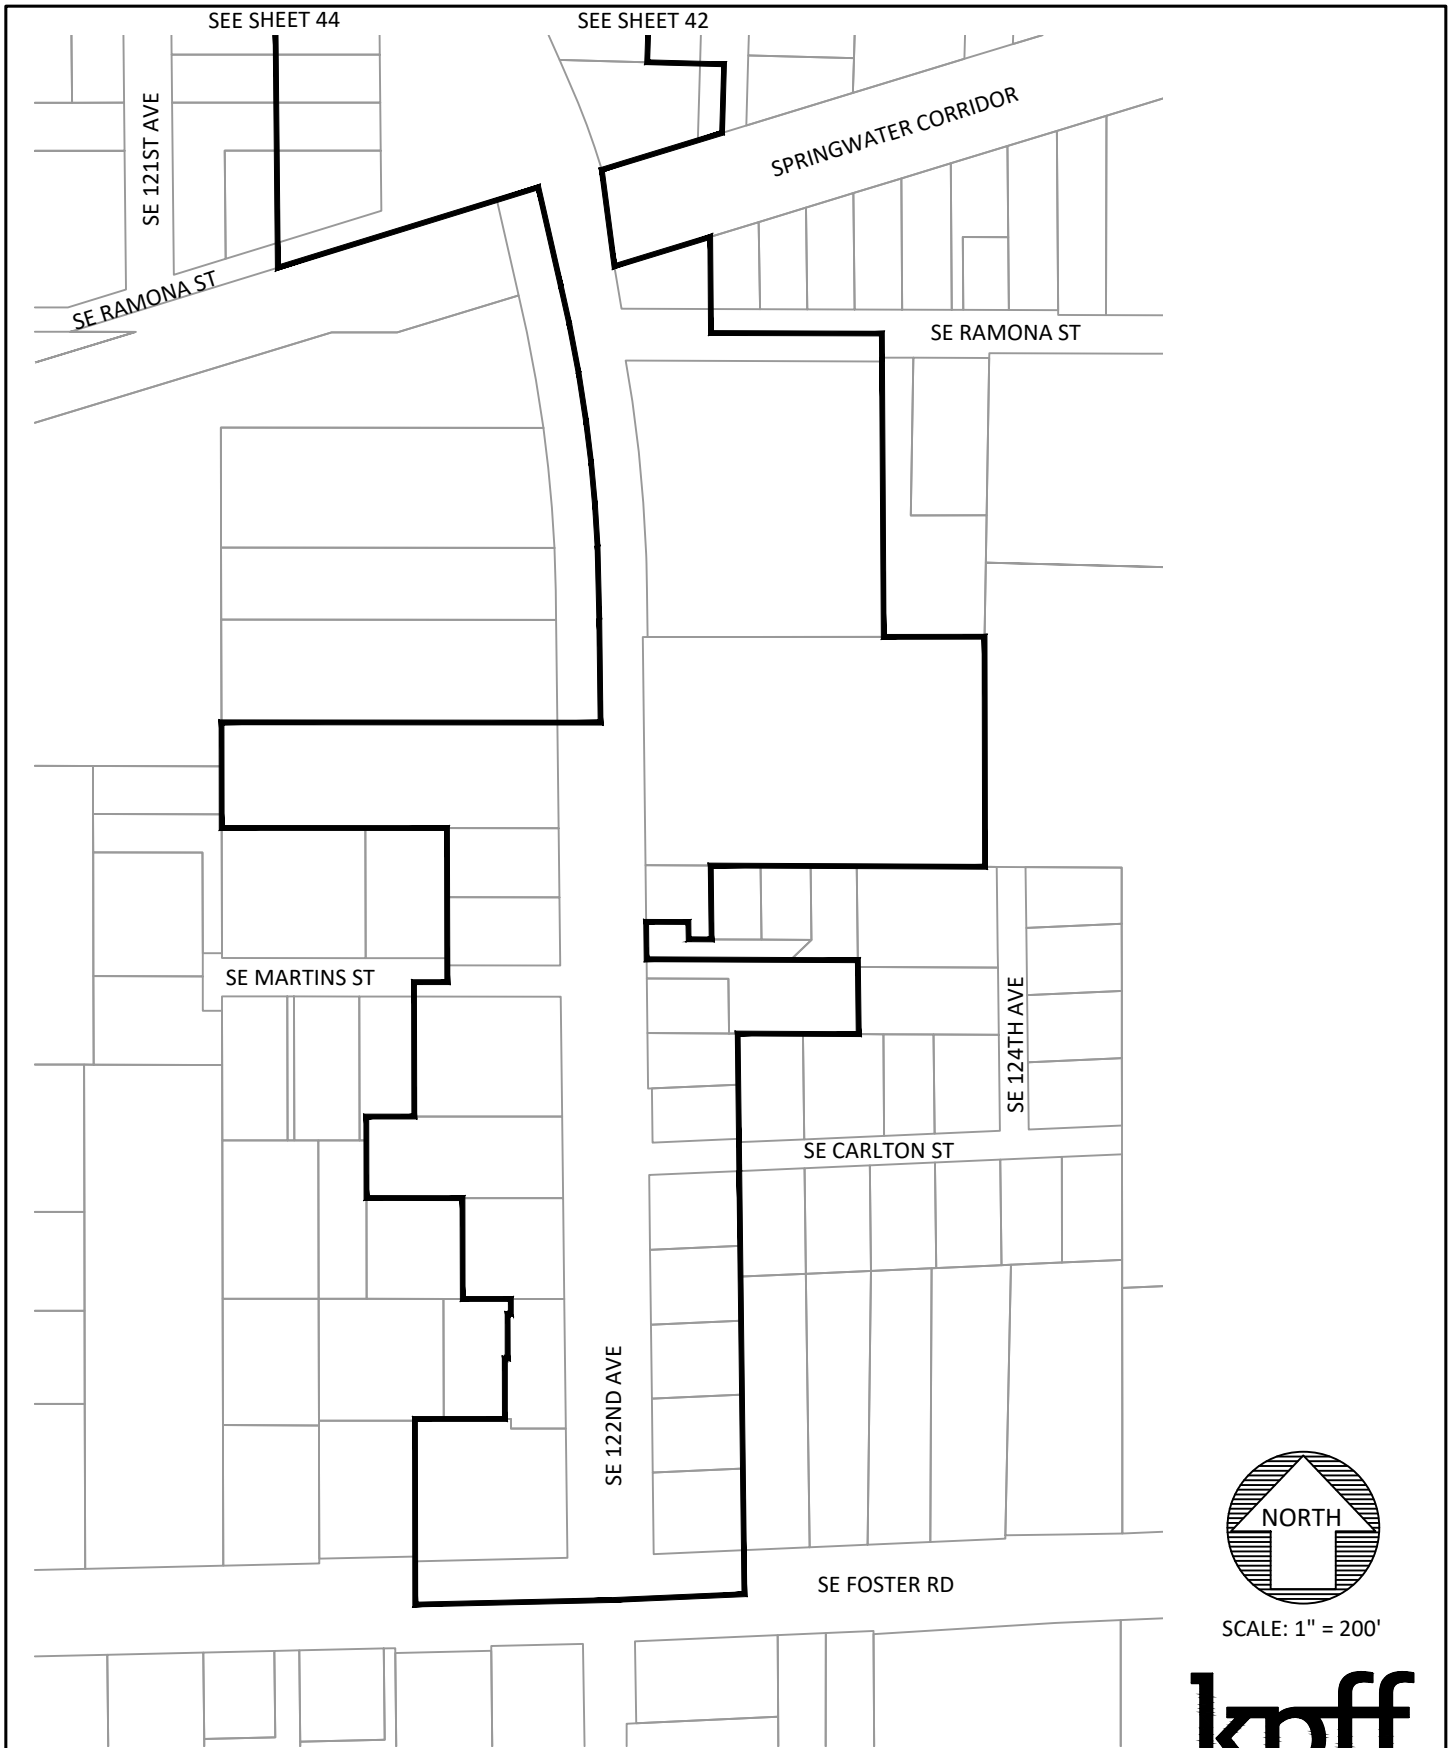 SEE SHEET 44
SEE SHEET 42
SE 121ST AVE
SPRINGWATER CORRIDOR
SE RAMONA ST
SE RAMONA ST
SE MARTINS ST
SE 124TH AVE
SE CARLTON ST
SE 122ND AVE
NORTH
SE FOSTER RD
SCALE: 1" = 200'
kpff